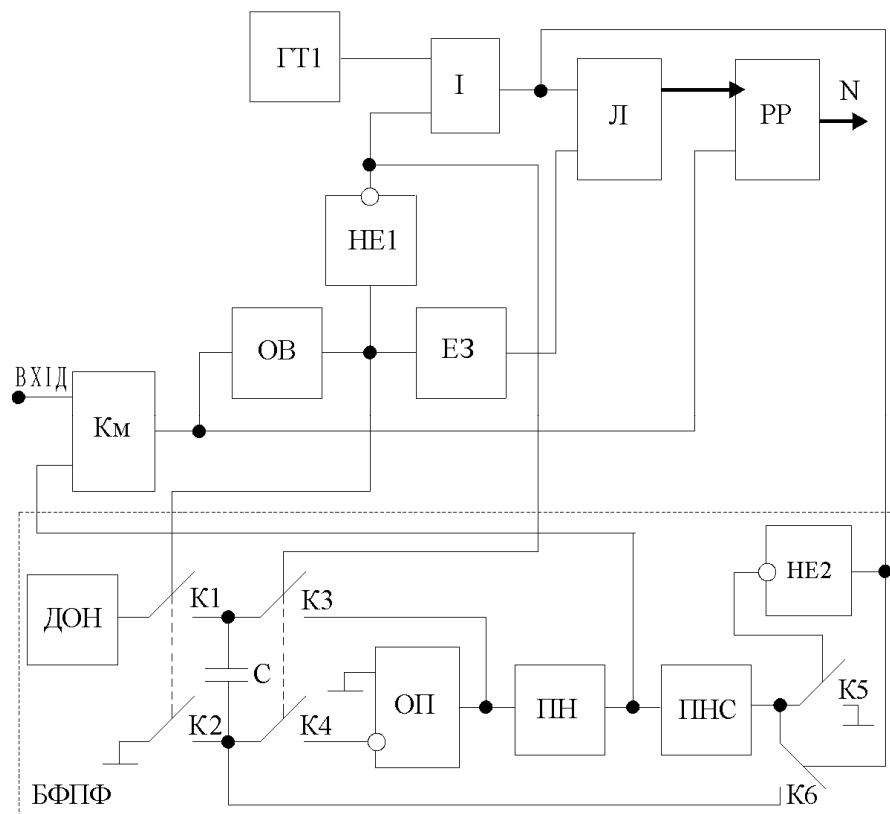 ГТ1
І
Л
РР
N
НЕ1
ОВ
ЕЗ
ВХІД
Км
ДОН
К1
К3
НЕ2
С
К2
К4
ОП
ПН
ПНС
К5
К6
БФПФ